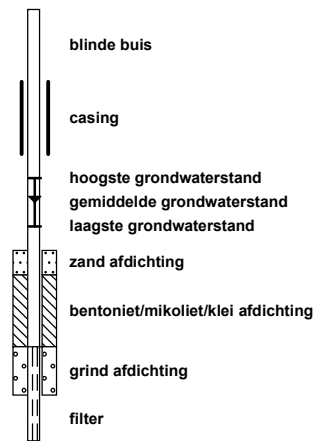 blinde buis
casing
hoogste grondwaterstand
gemiddelde grondwaterstand
laagste grondwaterstand
zand afdichting
bentoniet/mikoliet/klei afdichting
grind afdichting
filter